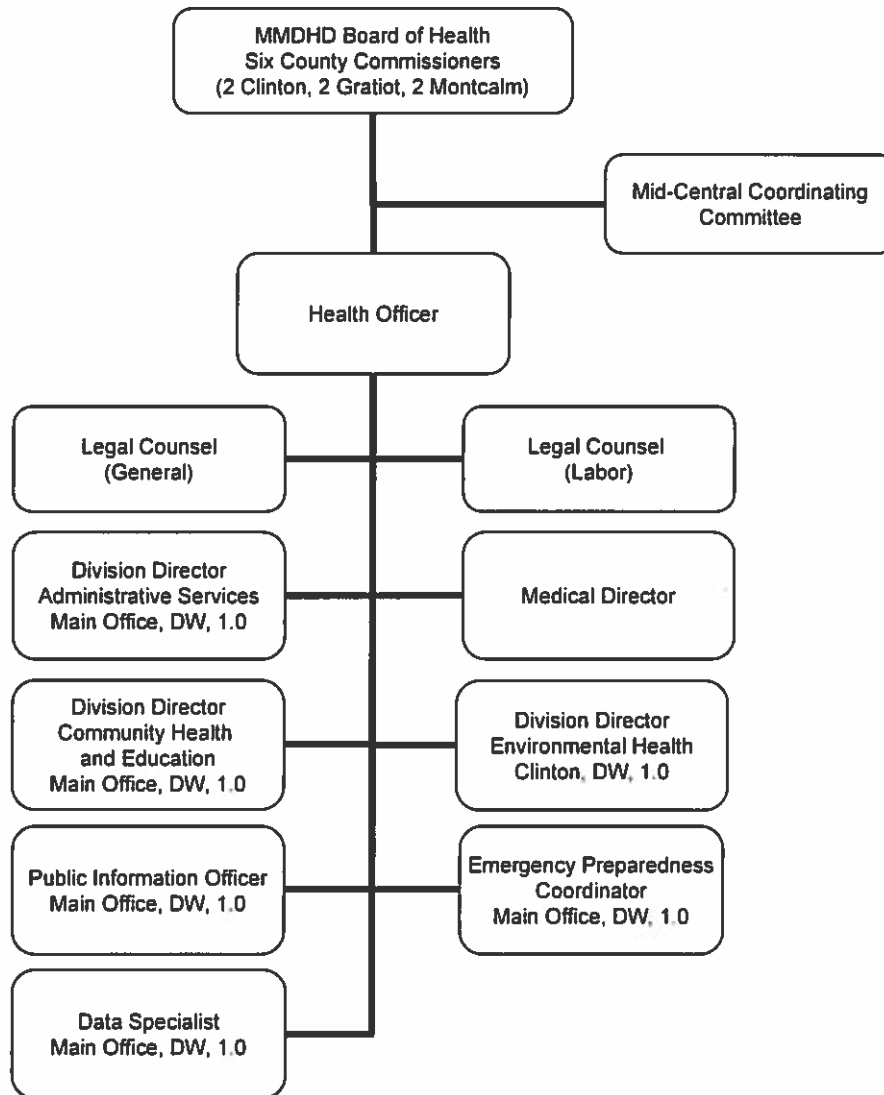 MMDHD Board of Health
Six County Commissioners
(2 Clinton, 2 Gratiot, 2 Montcalm)
Mid-Central Coordinating
Committee
Health Officer
Legal Counsel
(General)
Legal Counsel
(Labor)
Division Director
Administrative Services
Main Office, DW, 1.0
Medical Director
Division Director
Community Health
and Education
Main Office, DW, 1.0
Division Director
Environmental Health
Clinton, DW, 1.0
Public Information Officer
Main Office, DW, 1.0
Emergency Preparedness
Coordinator
Main Office, DW, 1.0
Data Specialist
Main Office, DW, 1.0